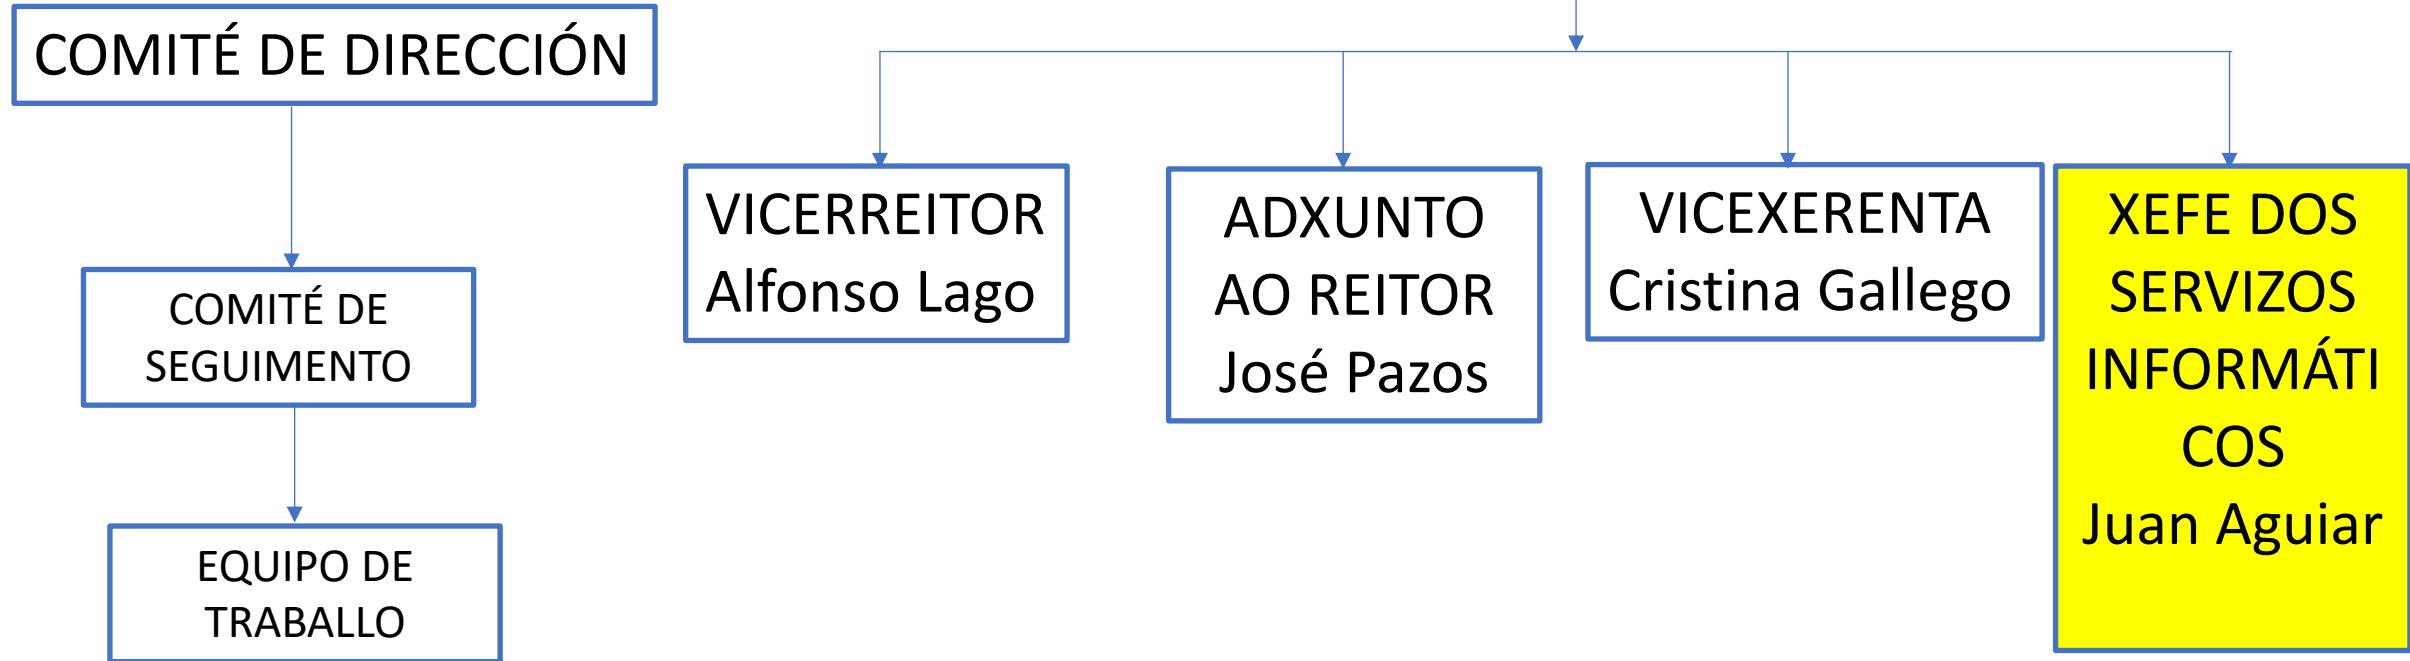 COMITÉ DE DIRECCIÓN
COMITÉ DE
SEGUIMENTO
EQUIPO DE
TRABALLO
VICERREITOR
Alfonso Lago
ADXUNTO
AO REITOR
José Pazos
VICEXERENTA
Cristina Gallego
XEFE DOS
SERVIZOS
INFORMÁTI
COS
Juan Aguiar